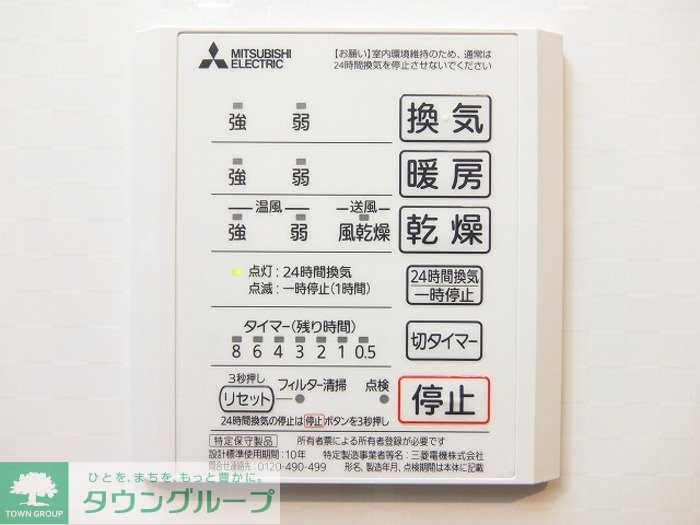 MITSUBISHI
ELECTRIC
【お願い】室内環境維持のため、通常は
24時間換気を停止させないでください
強 弱 換気
強 弱 暖房
温風 送風
強 弱 風乾燥 乾燥
点灯：24時間換気
点滅：一時停止(1時間)
24時間換気
一時停止
タイマー(残り時間)
8 6 4 3 2 1 0.5
切タイマー
3秒押し
リセット フィルター清掃 点検
停止
24時間換気の停止は停止ボタンを3秒押し
特定保守製品 所有者票による所有者登録が必要です
設計標準使用期間：10年 特定製造事業者等名：三菱電機株式会社
問合せ連絡先：0120-490-499 形名、製造年月、点検期間は本体に記載
ひとを、まちを、もっと豊かに。
タウングループ
TOWN GROUP